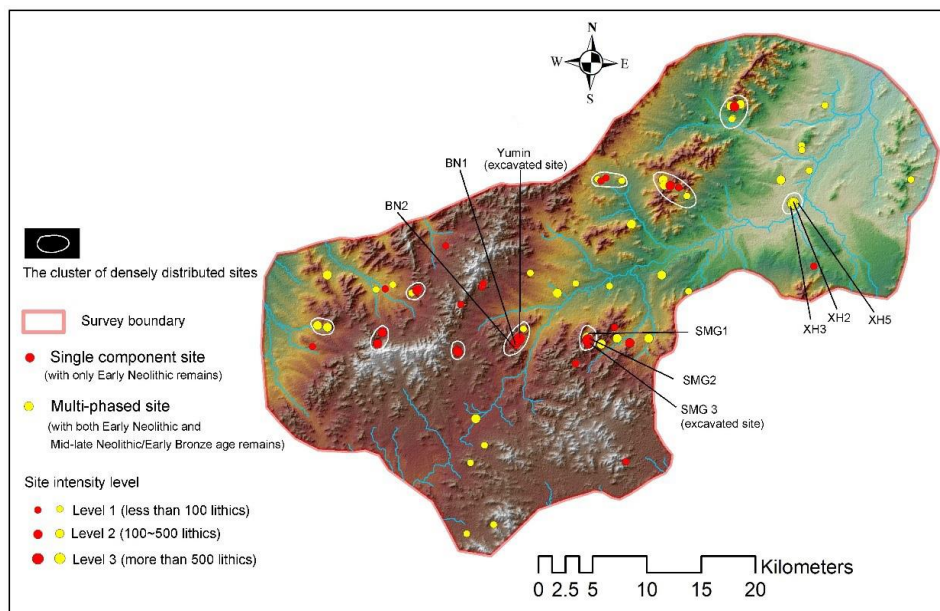 N
W
E
S
Yumin
(excavated site)
BN1
BN2
The cluster of densely distributed sites
Survey boundary
Single component site
(with only Early Neolithic remains)
Multi-phased site
(with both Early Neolithic and
Mid-late Neolithic/Early Bronze age remains)
Site intensity level
Level 1 (less than 100 lithics)
Level 2 (100~500 lithics)
Level 3 (more than 500 lithics)
XH3
XH2
XH5
SMG1
SMG2
SMG 3
(excavated site)
Kilometers
0 2.5 5 10 15 20